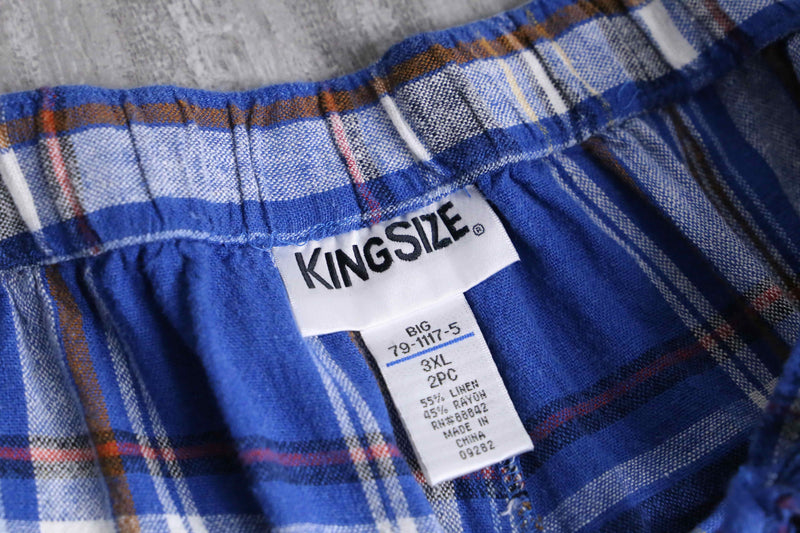 KINGSIZE®
BIG
79-1117-5
3XL
2PC
55% LINEN
45% RAYON
RN#88842
MADE IN
CHINA
09282